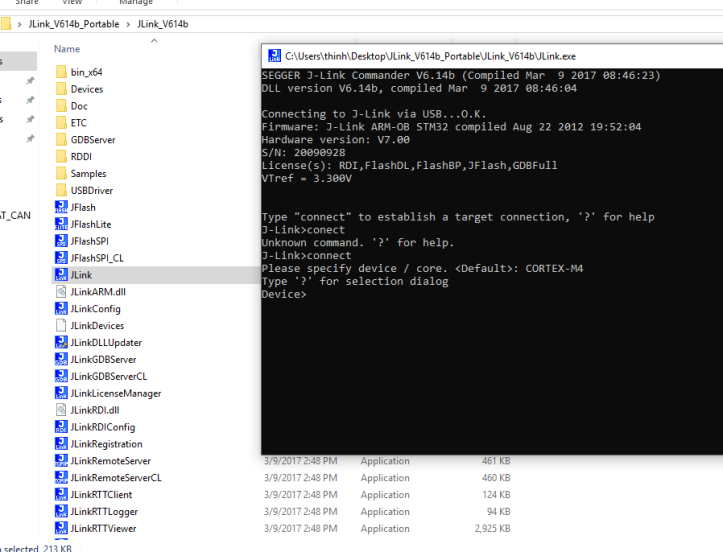 Share View Manage
JLink_V614b_Portable › JLink_V614b
Name
bin_x64
Devices
Doc
ETC
GDBServer
RDDI
Samples
USBDriver
JFlash
JFlashLite
JFlashSPI
JFlashSPI_CL
JLink
JLinkARM.dll
JLinkConfig
JLinkDevices
JLinkDLLUpdater
JLinkGDBServer
JLinkGDBServerCL
JLinkLicenseManager
JLinkRDI.dll
JLinkRDIConfig
JLinkRegistration
JLinkRemoteServer 3/9/2017 2:48 PM Application 461 KB
JLinkRemoteServerCL 3/9/2017 2:48 PM Application 460 KB
JLinkRTTClient 3/9/2017 2:48 PM Application 124 KB
JLinkRTTLogger 3/9/2017 2:48 PM Application 94 KB
JLinkRTTViewer 3/9/2017 2:48 PM Application 2,925 KB
AT_CAN
selected 213 KB
C:\Users\thinh\Desktop\JLink_V614b_Portable\JLink_V614b\JLink.exe
SEGGER J-Link Commander V6.14b (Compiled Mar  9 2017 08:46:23)
DLL version V6.14b, compiled Mar  9 2017 08:46:04
Connecting to J-Link via USB...O.K.
Firmware: J-Link ARM-OB STM32 compiled Aug 22 2012 19:52:04
Hardware version: V7.00
S/N: 20090928
License(s): RDI,FlashDL,FlashBP,JFlash,GDBFull
VTref = 3.300V
Type "connect" to establish a target connection, '?' for help
J-Link>conect
Unknown command. '?' for help.
J-Link>connect
Please specify device / core. <Default>: CORTEX-M4
Type '?' for selection dialog
Device>